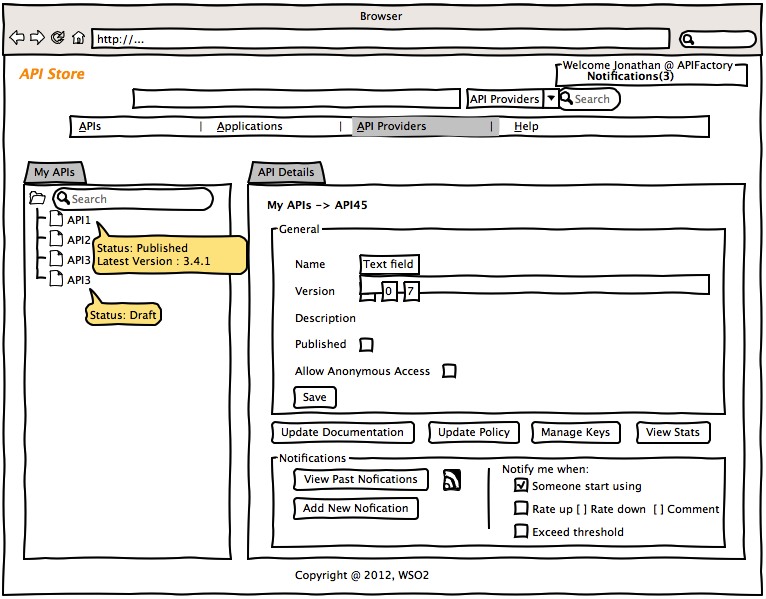 Browser
http://...
API Store
Welcome Jonathan @ APIFactory
Notifications(3)
API Providers
Search
APIs | Applications | API Providers | Help
My APIs
Search
API1
API2
API3
API3
Status: Published
Latest Version : 3.4.1
Status: Draft
API Details
My APIs -> API45
General
Name Text field
Version 0 7
Description
Published
Allow Anonymous Access
Save
Update Documentation Update Policy Manage Keys View Stats
Notifications
View Past Nofications
Add New Nofication
Notify me when:
Someone start using
Rate up [ ] Rate down [ ] Comment
Exceed threshold
Copyright @ 2012, WSO2